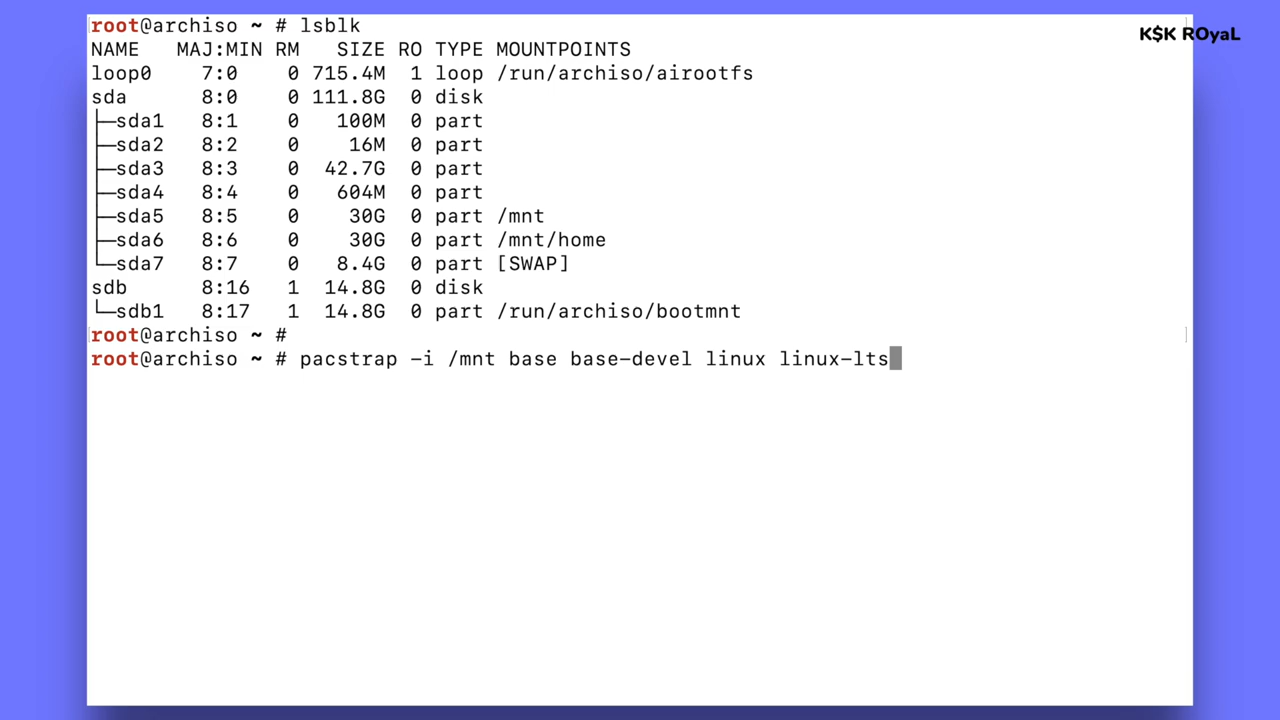 K$K ROyaL
root@archiso ~ # lsblk
NAME   MAJ:MIN RM   SIZE RO TYPE MOUNTPOINTS
loop0    7:0    0 715.4M  1 loop /run/archiso/airootfs
sda      8:0    0 111.8G  0 disk
├─sda1   8:1    0   100M  0 part
├─sda2   8:2    0    16M  0 part
├─sda3   8:3    0  42.7G  0 part
├─sda4   8:4    0   604M  0 part
├─sda5   8:5    0    30G  0 part /mnt
├─sda6   8:6    0    30G  0 part /mnt/home
└─sda7   8:7    0   8.4G  0 part [SWAP]
sdb      8:16   1  14.8G  0 disk
└─sdb1   8:17   1  14.8G  0 part /run/archiso/bootmnt
root@archiso ~ #
root@archiso ~ # pacstrap -i /mnt base base-devel linux linux-lts